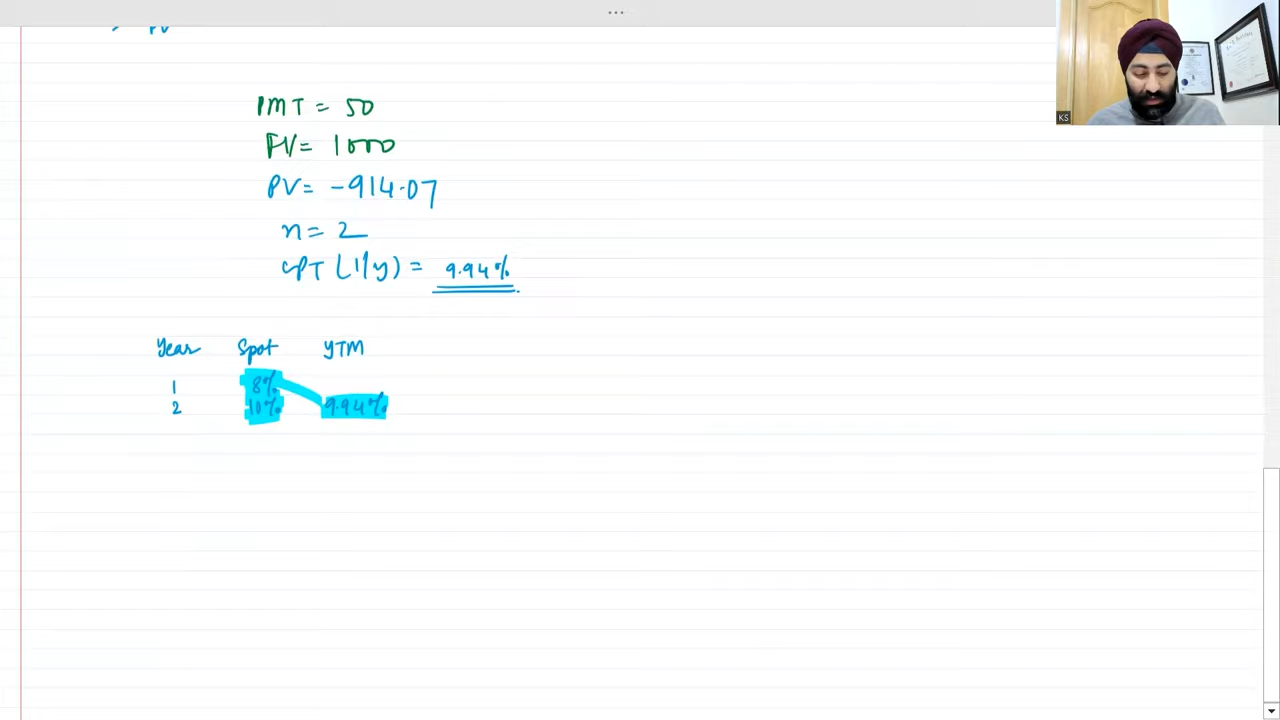 PMT = 50
FV = 1000
PV = -914.07
n = 2
CPT (I/y) = 9.94%
Year Spot YTM
1 8%
2 10% 9.94%
KS